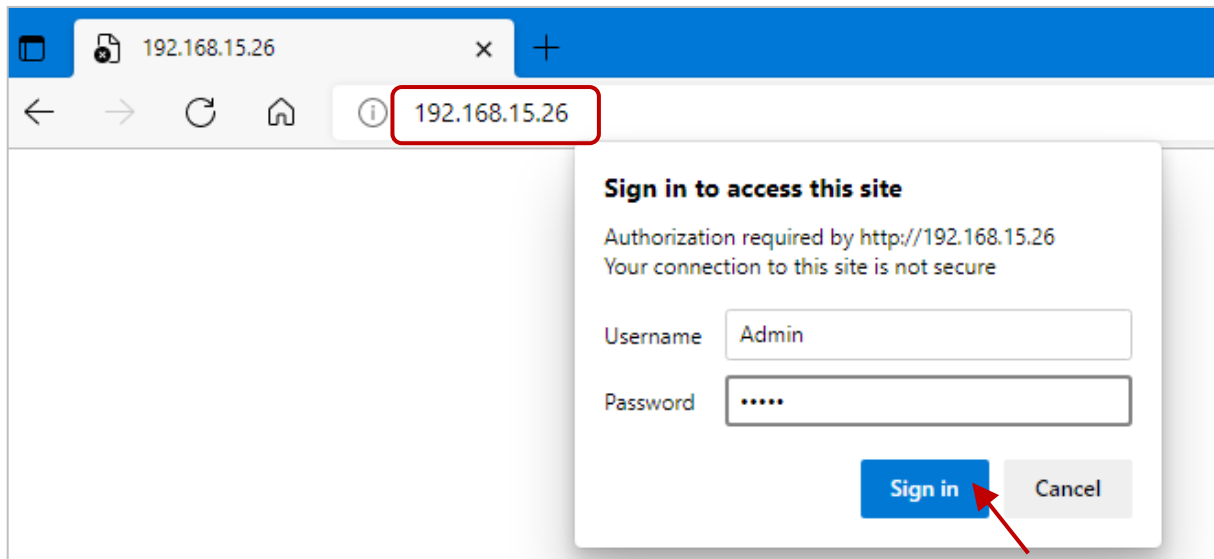 192.168.15.26
192.168.15.26
Sign in to access this site
Authorization required by http://192.168.15.26
Your connection to this site is not secure
Username Admin
Password •••••
Sign in Cancel